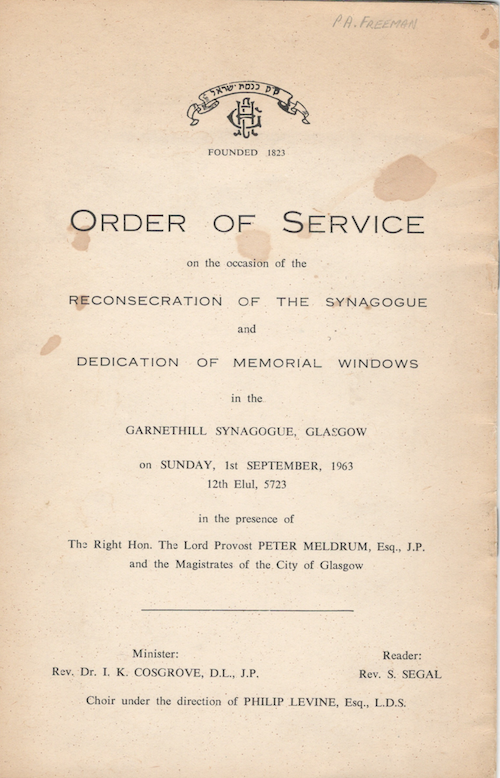 P.A. FREEMAN
ק״ק כנסת ישראל
GHC
FOUNDED 1823
ORDER OF SERVICE
on the occasion of the
RECONSECRATION OF THE SYNAGOGUE
and
DEDICATION OF MEMORIAL WINDOWS
in the
GARNETHILL SYNAGOGUE, GLASGOW
on SUNDAY, 1st SEPTEMBER, 1963
12th Elul, 5723
in the presence of
The Right Hon. The Lord Provost PETER MELDRUM, Esq., J.P.
and the Magistrates of the City of Glasgow
Minister:
Rev. Dr. I. K. COSGROVE, D.L., J.P.
Reader:
Rev. S. SEGAL
Choir under the direction of PHILIP LEVINE, Esq., L.D.S.